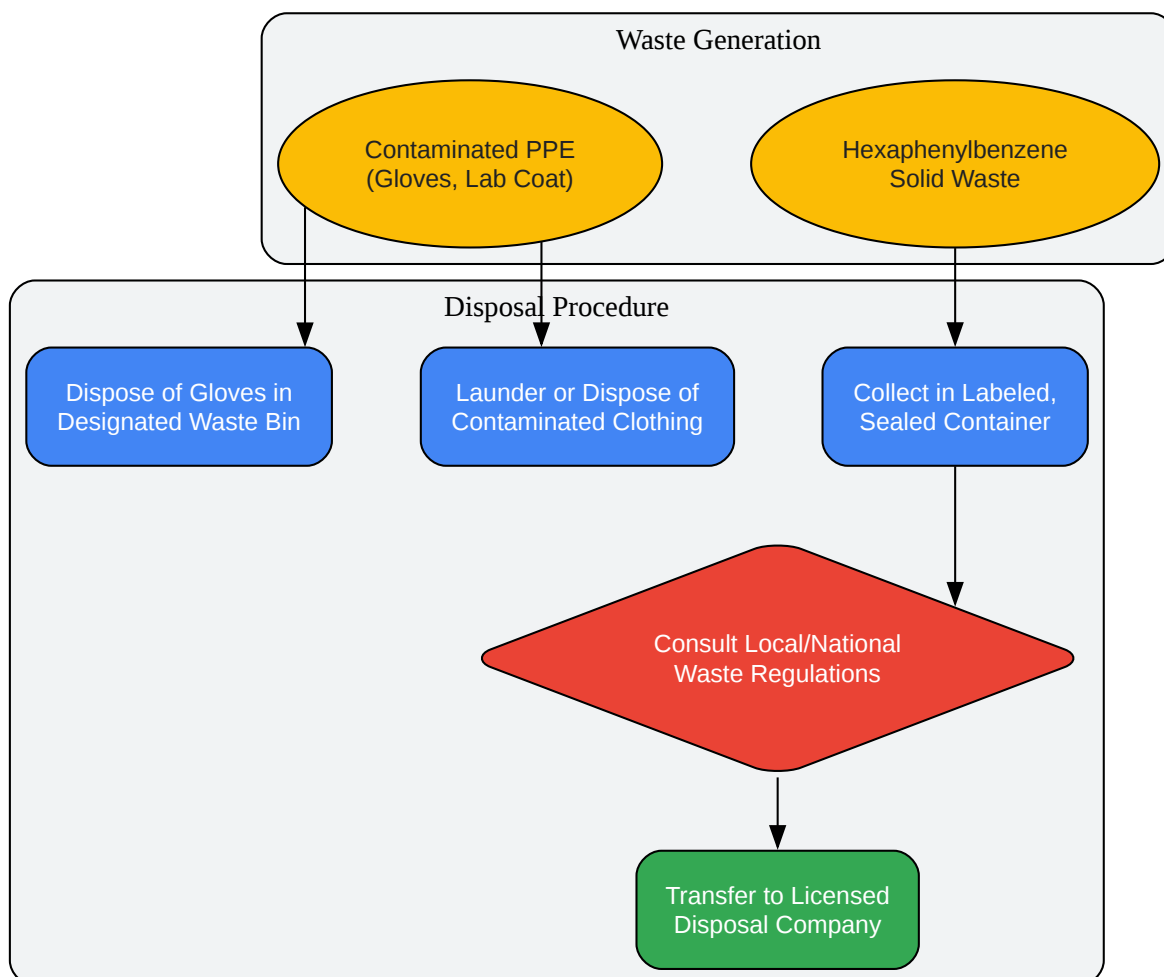 Waste Generation
Contaminated PPE
(Gloves, Lab Coat)
Hexaphenylbenzene
Solid Waste
Disposal Procedure
Dispose of Gloves in
Designated Waste Bin
Launder or Dispose of
Contaminated Clothing
Collect in Labeled,
Sealed Container
Consult Local/National
Waste Regulations
Transfer to Licensed
Disposal Company